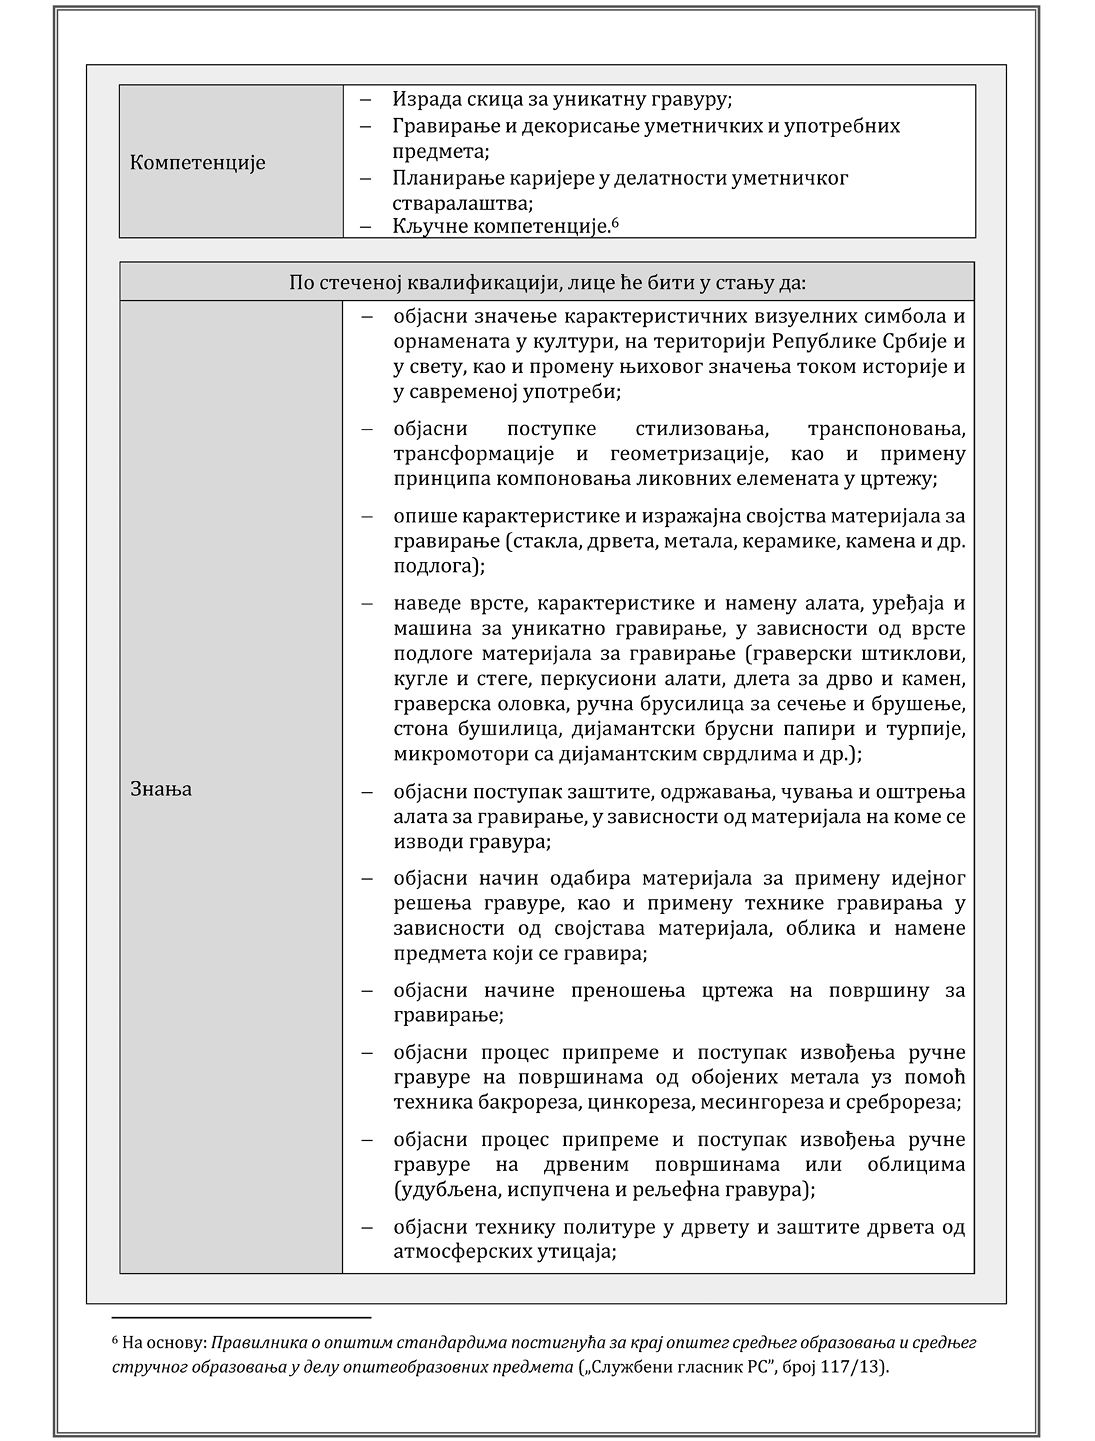 Компетенције
– Израда скица за уникатну гравуру;
– Гравирање и декорисање уметничких и употребних
предмета;
– Планирање каријере у делатности уметничког
стваралаштва;
– Кључне компетенције.⁶
По стеченој квалификацији, лице ће бити у стању да:
Знања
– објасни значење карактеристичних визуелних симбола и
орнамената у култури, на територији Републике Србије и
у свету, као и промену њиховог значења током историје и
у савременој употреби;
– објасни поступке стилизовања, транспоновања,
трансформације и геометризације, као и примену
принципа компоновања ликовних елемената у цртежу;
– опише карактеристике и изражајна својства материјала за
гравирање (стакла, дрвета, метала, керамике, камена и др.
подлога);
– наведе врсте, карактеристике и намену алата, уређаја и
машина за уникатно гравирање, у зависности од врсте
подлоге материјала за гравирање (граверски штиклови,
кугле и стеге, перкусиони алати, длета за дрво и камен,
граверска оловка, ручна брусилица за сечење и брушење,
стона бушилица, дијамантски брусни папири и турпије,
микромотори са дијамантским сврдлима и др.);
– објасни поступак заштите, одржавања, чувања и оштрења
алата за гравирање, у зависности од материјала на коме се
изводи гравура;
– објасни начин одабира материјала за примену идејног
решења гравуре, као и примену технике гравирања у
зависности од својстава материјала, облика и намене
предмета који се гравира;
– објасни начине преношења цртежа на површину за
гравирање;
– објасни процес припреме и поступак извођења ручне
гравуре на површинама од обојених метала уз помоћ
техника бакрореза, цинкореза, месингореза и среброреза;
– објасни процес припреме и поступак извођења ручне
гравуре на дрвеним површинама или облицима
(удубљена, испупчена и рељефна гравура);
– објасни технику политуре у дрвету и заштите дрвета од
атмосферских утицаја;
⁶ На основу: Правилника о општим стандардима постигнућа за крај општег средњег образовања и средњег
стручног образовања у делу општеобразовних предмета („Службени гласник РС”, број 117/13).